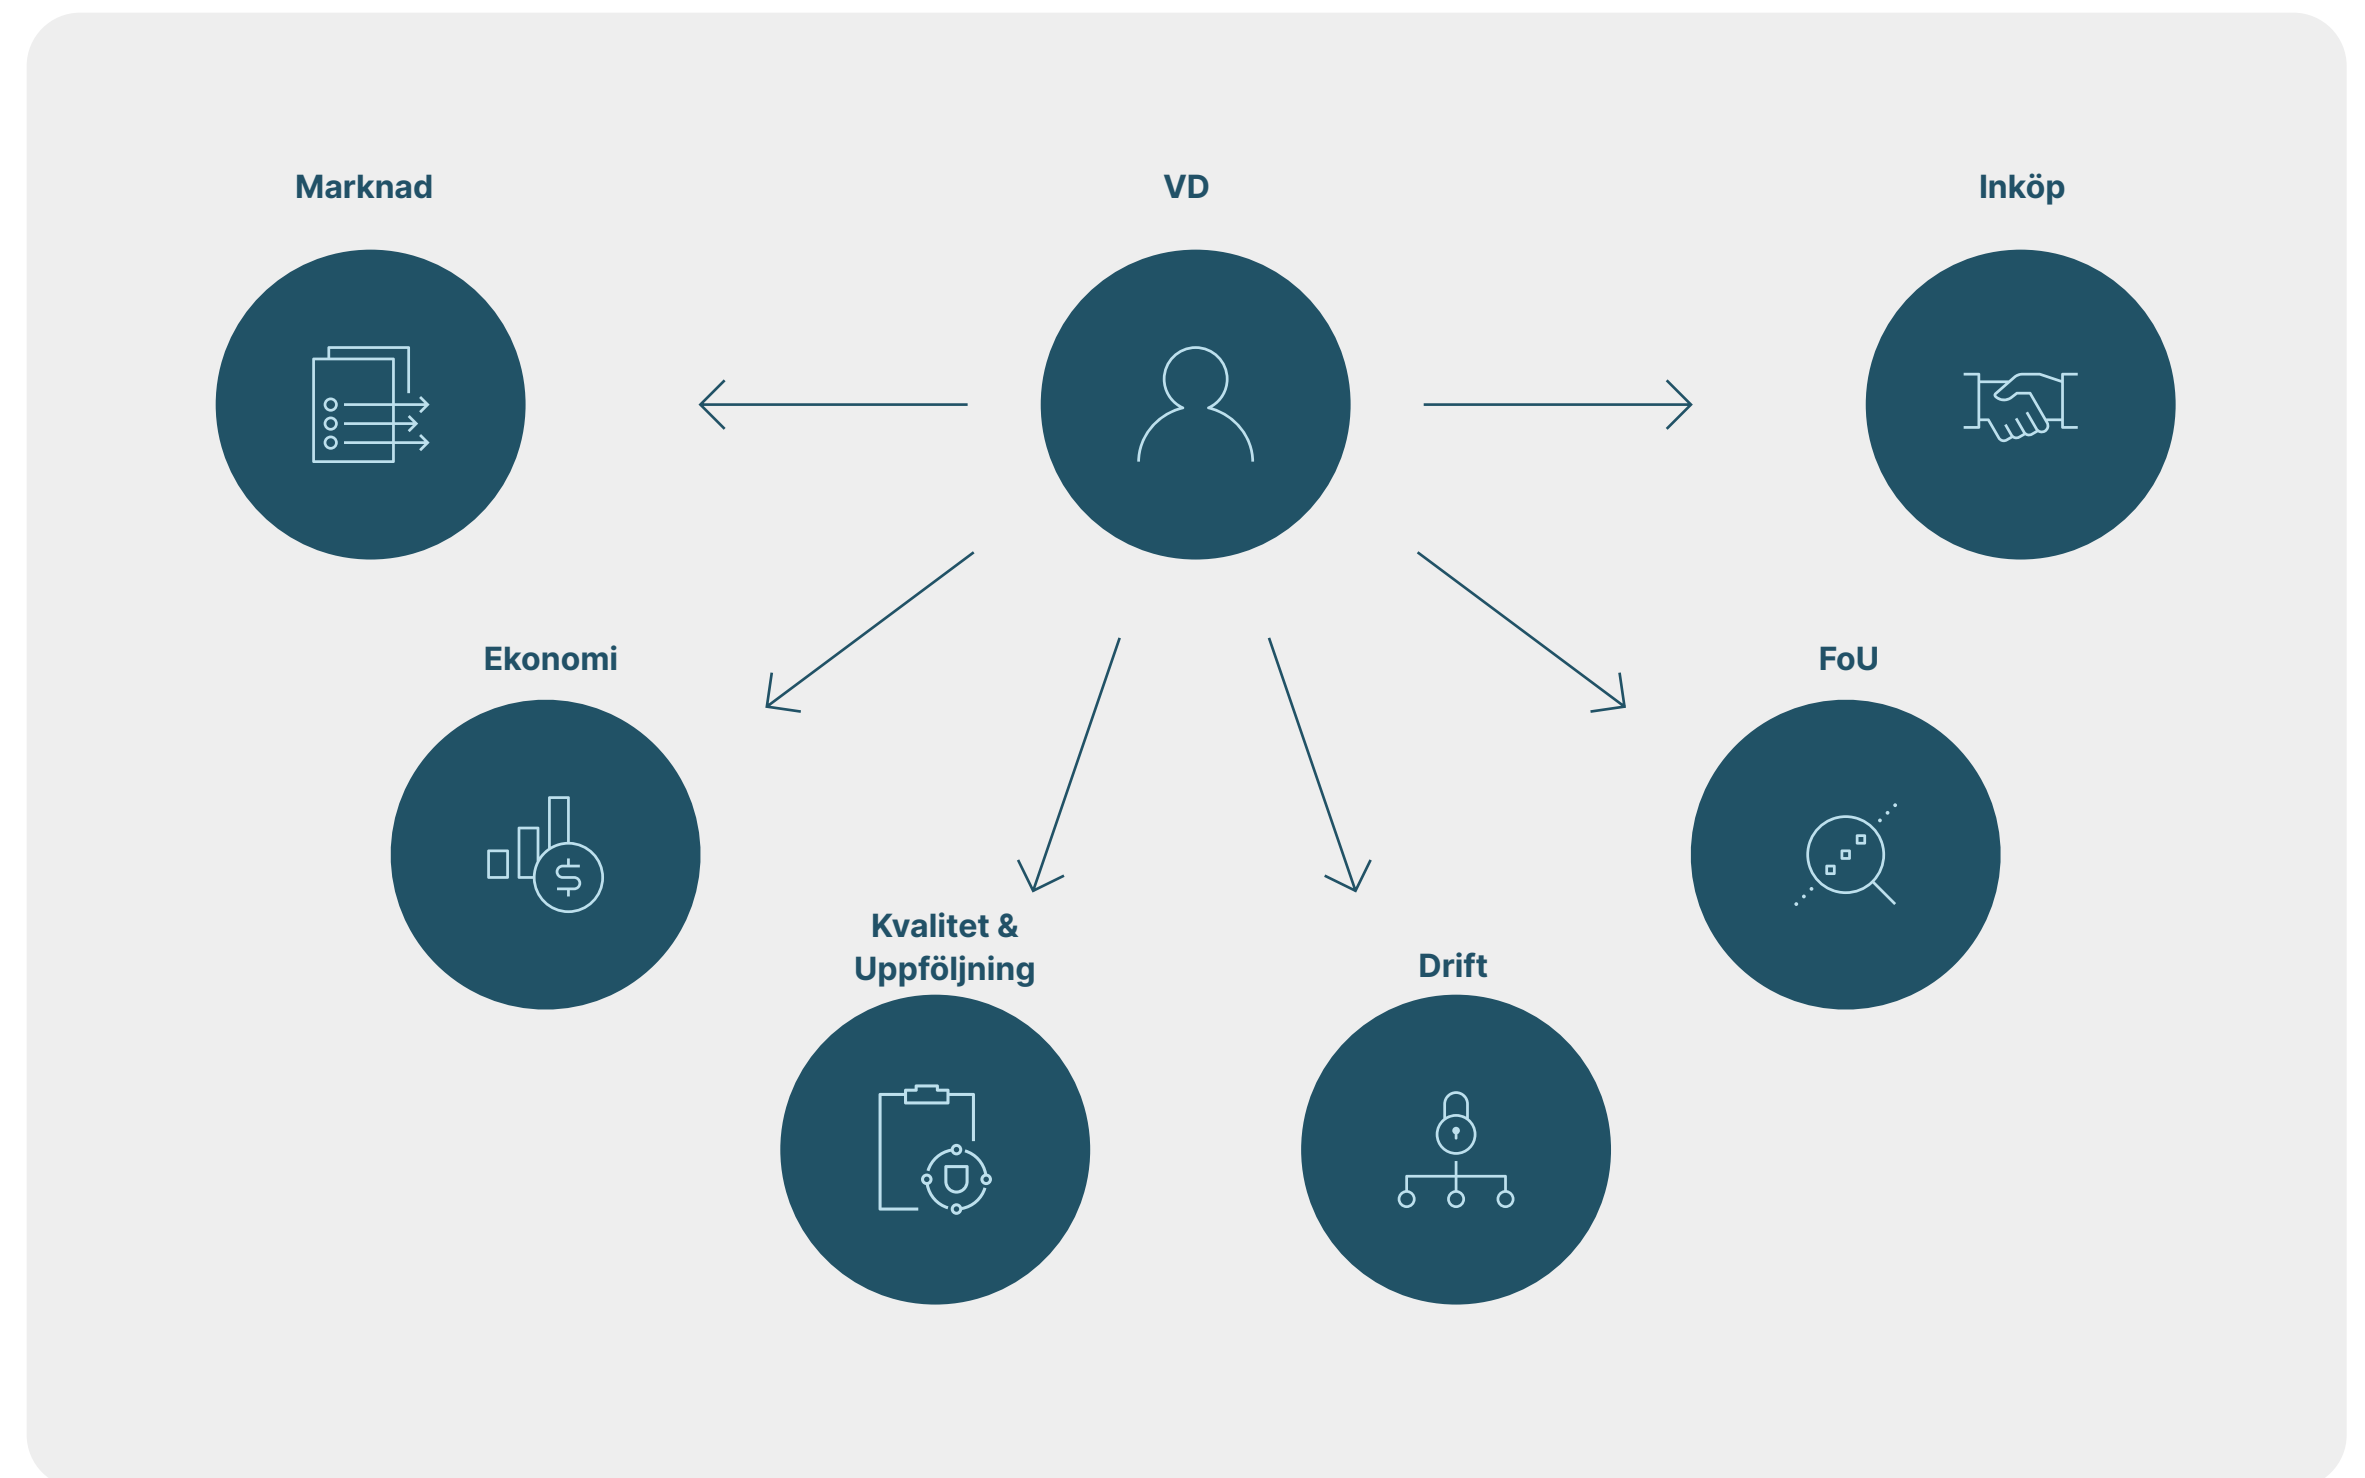 Marknad
VD
Inköp
Ekonomi
FoU
Kvalitet &
Uppföljning
Drift